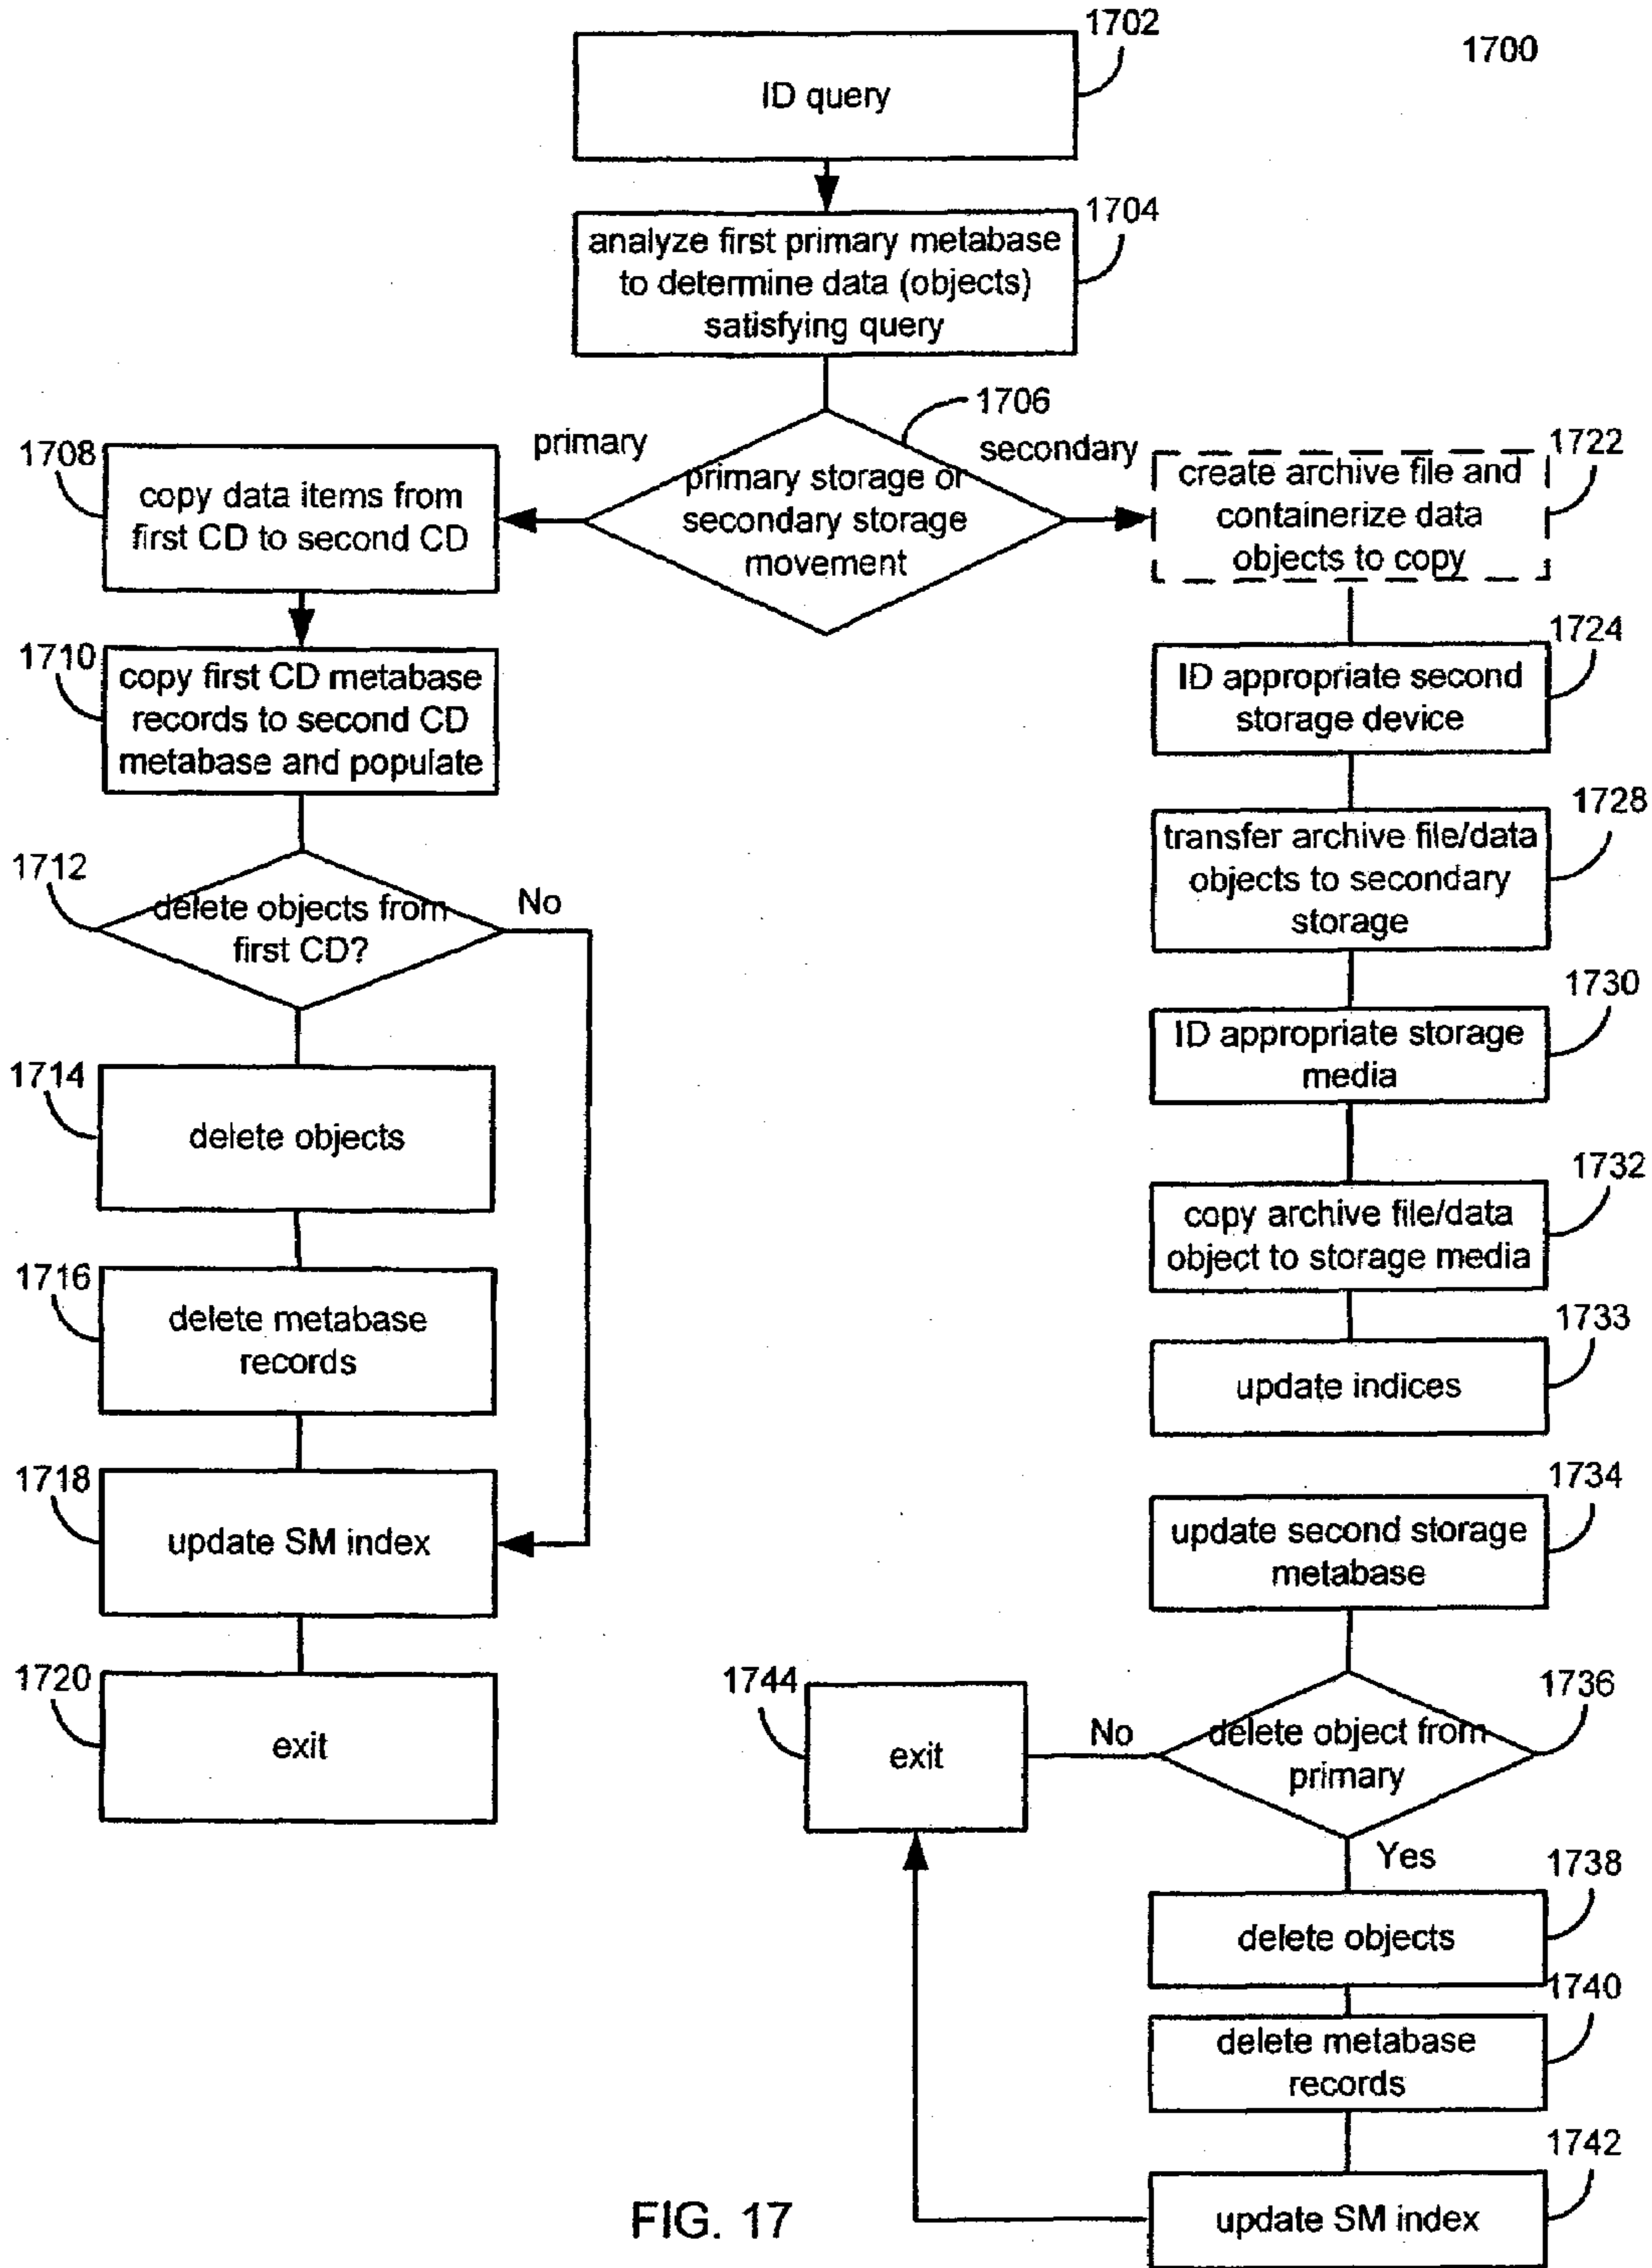 1702
1700
ID query
1704
analyze first primary metabase
to determine data (objects)
satisfying query
1706
primary
secondary
primary storage or
secondary storage
movement
1708
copy data items from
first CD to second CD
1710
copy first CD metabase
records to second CD
metabase and populate
1712
delete objects from
first CD?
No
1714
delete objects
1716
delete metabase
records
1718
update SM index
1720
exit
1722
create archive file and
containerize data
objects to copy
1724
ID appropriate second
storage device
1728
transfer archive file/data
objects to secondary
storage
1730
ID appropriate storage
media
1732
copy archive file/data
object to storage media
1733
update indices
1734
update second storage
metabase
1736
delete object from
primary
No
1744
exit
Yes
1738
delete objects
1740
delete metabase
records
1742
update SM index
FIG. 17